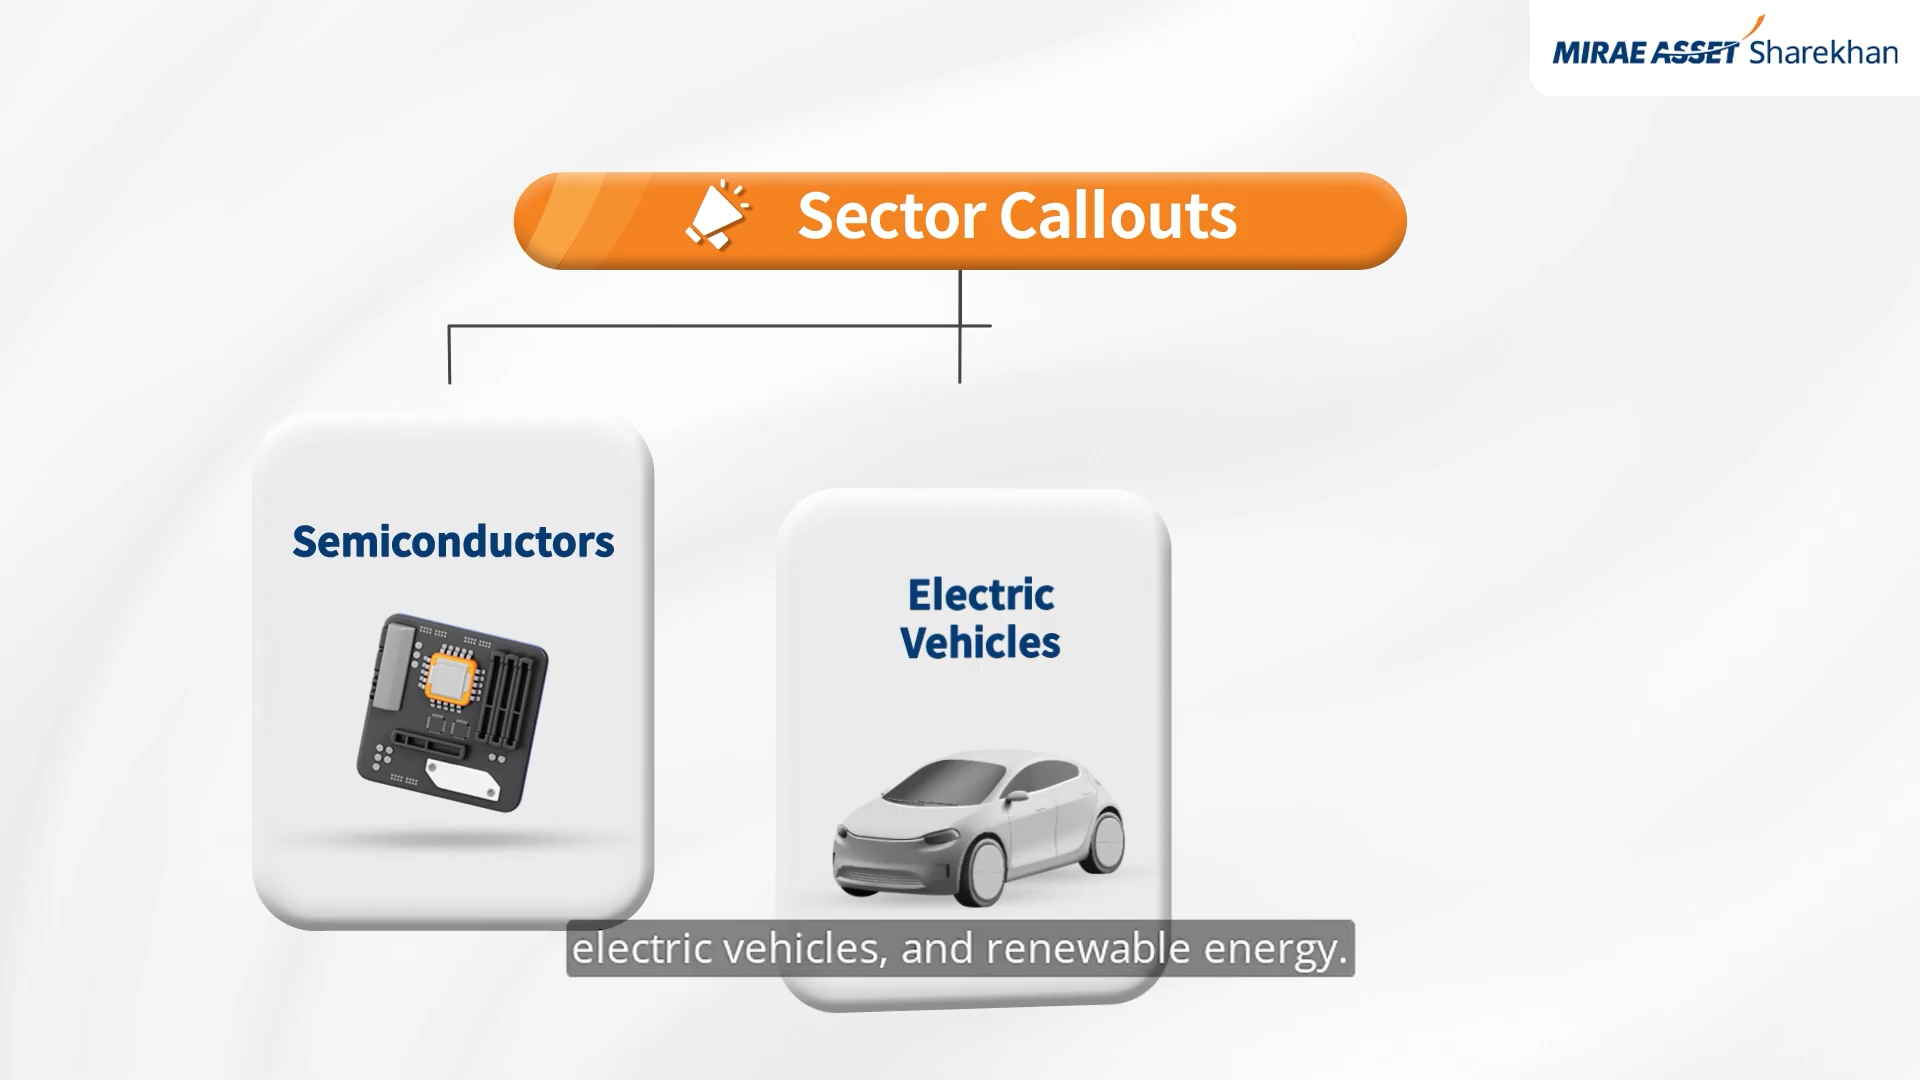 MIRAE ASSET Sharekhan
Sector Callouts
Semiconductors
Electric
Vehicles
electric vehicles, and renewable energy.